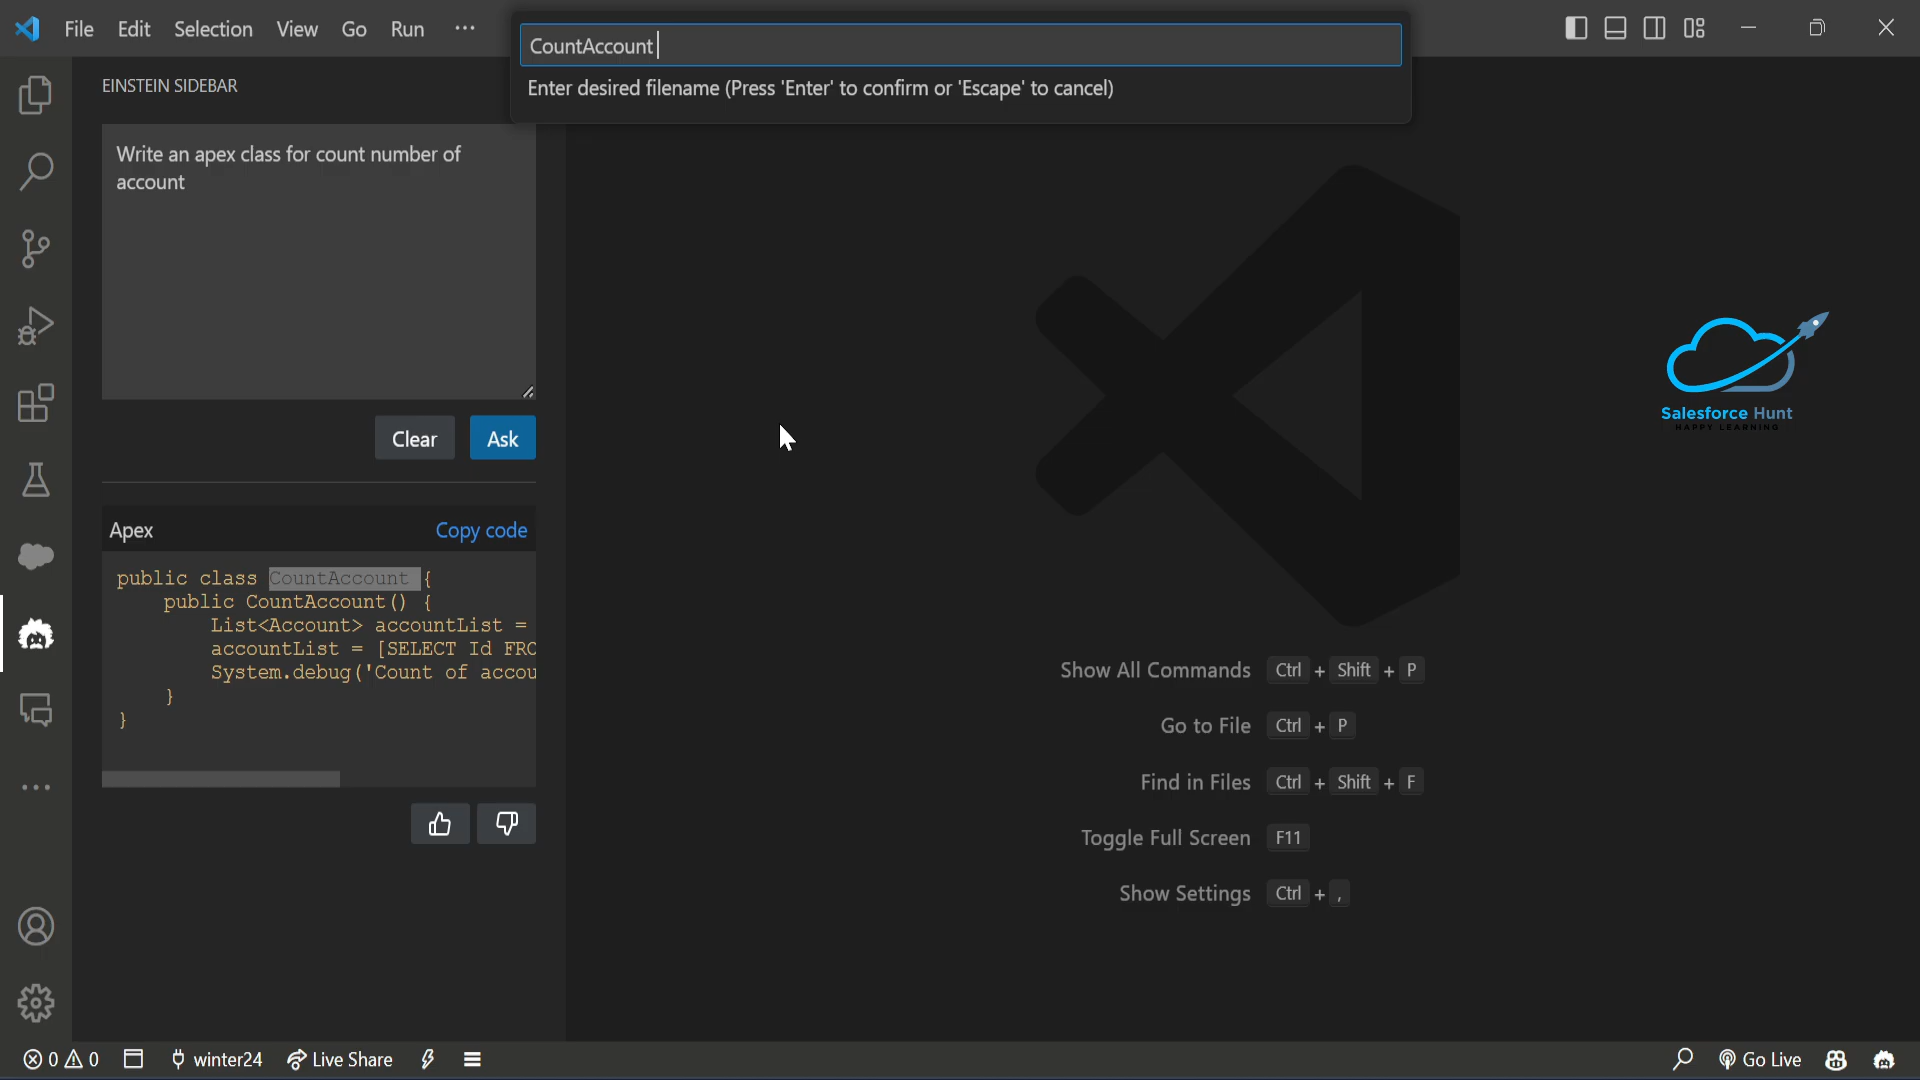 File Edit Selection View Go Run ···
CountAccount
Enter desired filename (Press 'Enter' to confirm or 'Escape' to cancel)
EINSTEIN SIDEBAR
Write an apex class for count number of
account
Clear Ask
Apex Copy code
public class CountAccount {
public CountAccount() {
List<Account> accountList =
accountList = [SELECT Id FRO
System.debug('Count of accou
}
}
Salesforce Hunt
HAPPY LEARNING
Show All Commands Ctrl + Shift + P
Go to File Ctrl + P
Find in Files Ctrl + Shift + F
Toggle Full Screen F11
Show Settings Ctrl + ,
0 0 winter24 Live Share Go Live